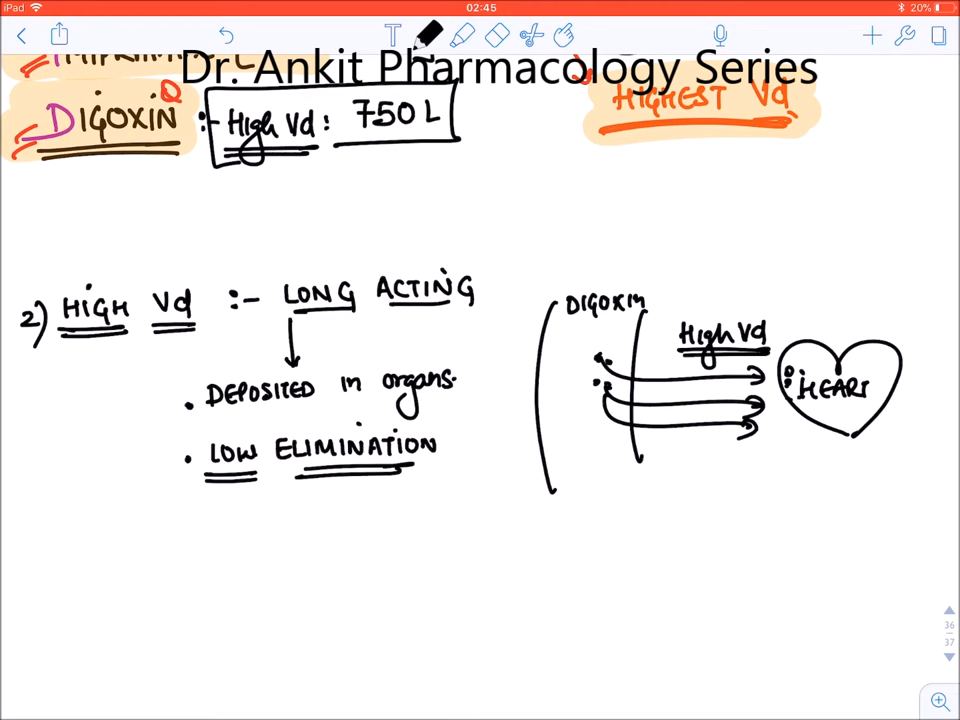 iPad 02:45 20%
Dr. Ankit Pharmacology Series
HIGHEST Vd
DIGOXIN Q :- High Vd : 750 L
2) HIGH Vd :- LONG ACTING
. DEPOSITED in organs.
. LOW ELIMINATION
DIGOXIN
High Vd
HEART
36
37